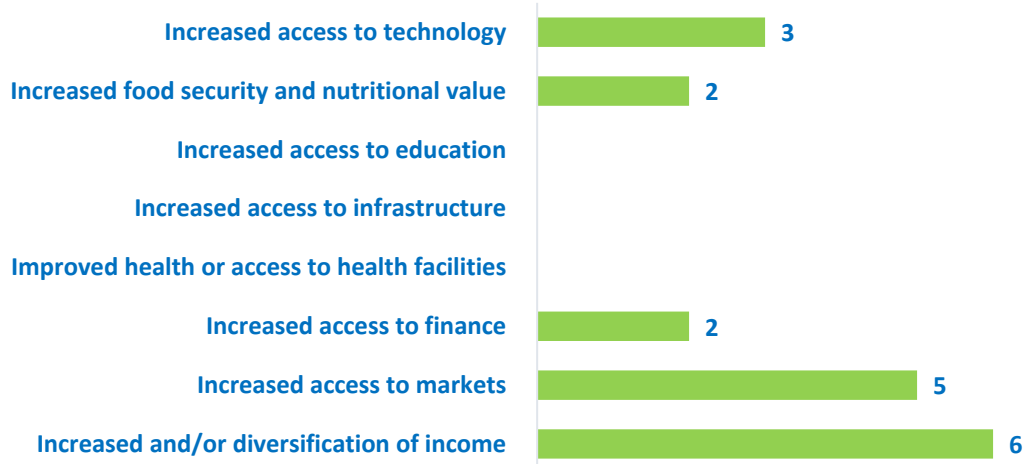 Increased access to technology 3
Increased food security and nutritional value 2
Increased access to education
Increased access to infrastructure
Improved health or access to health facilities
Increased access to finance 2
Increased access to markets 5
Increased and/or diversification of income 6